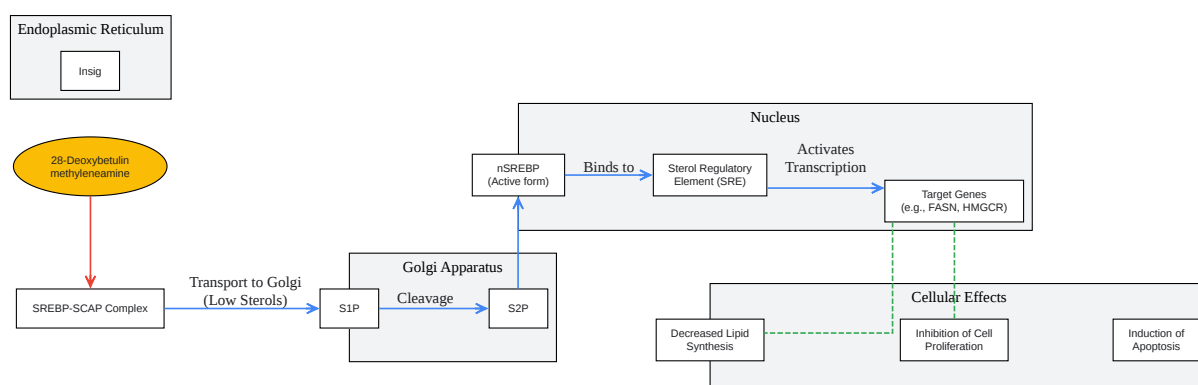 Endoplasmic Reticulum
Insig
28-Deoxybetulin
methyleneamine
SREBP-SCAP Complex
Transport to Golgi
(Low Sterols)
Golgi Apparatus
S1P
Cleavage
S2P
Nucleus
nSREBP
(Active form)
Binds to
Sterol Regulatory
Element (SRE)
Activates
Transcription
Target Genes
(e.g., FASN, HMGCR)
Cellular Effects
Decreased Lipid
Synthesis
Inhibition of Cell
Proliferation
Induction of
Apoptosis